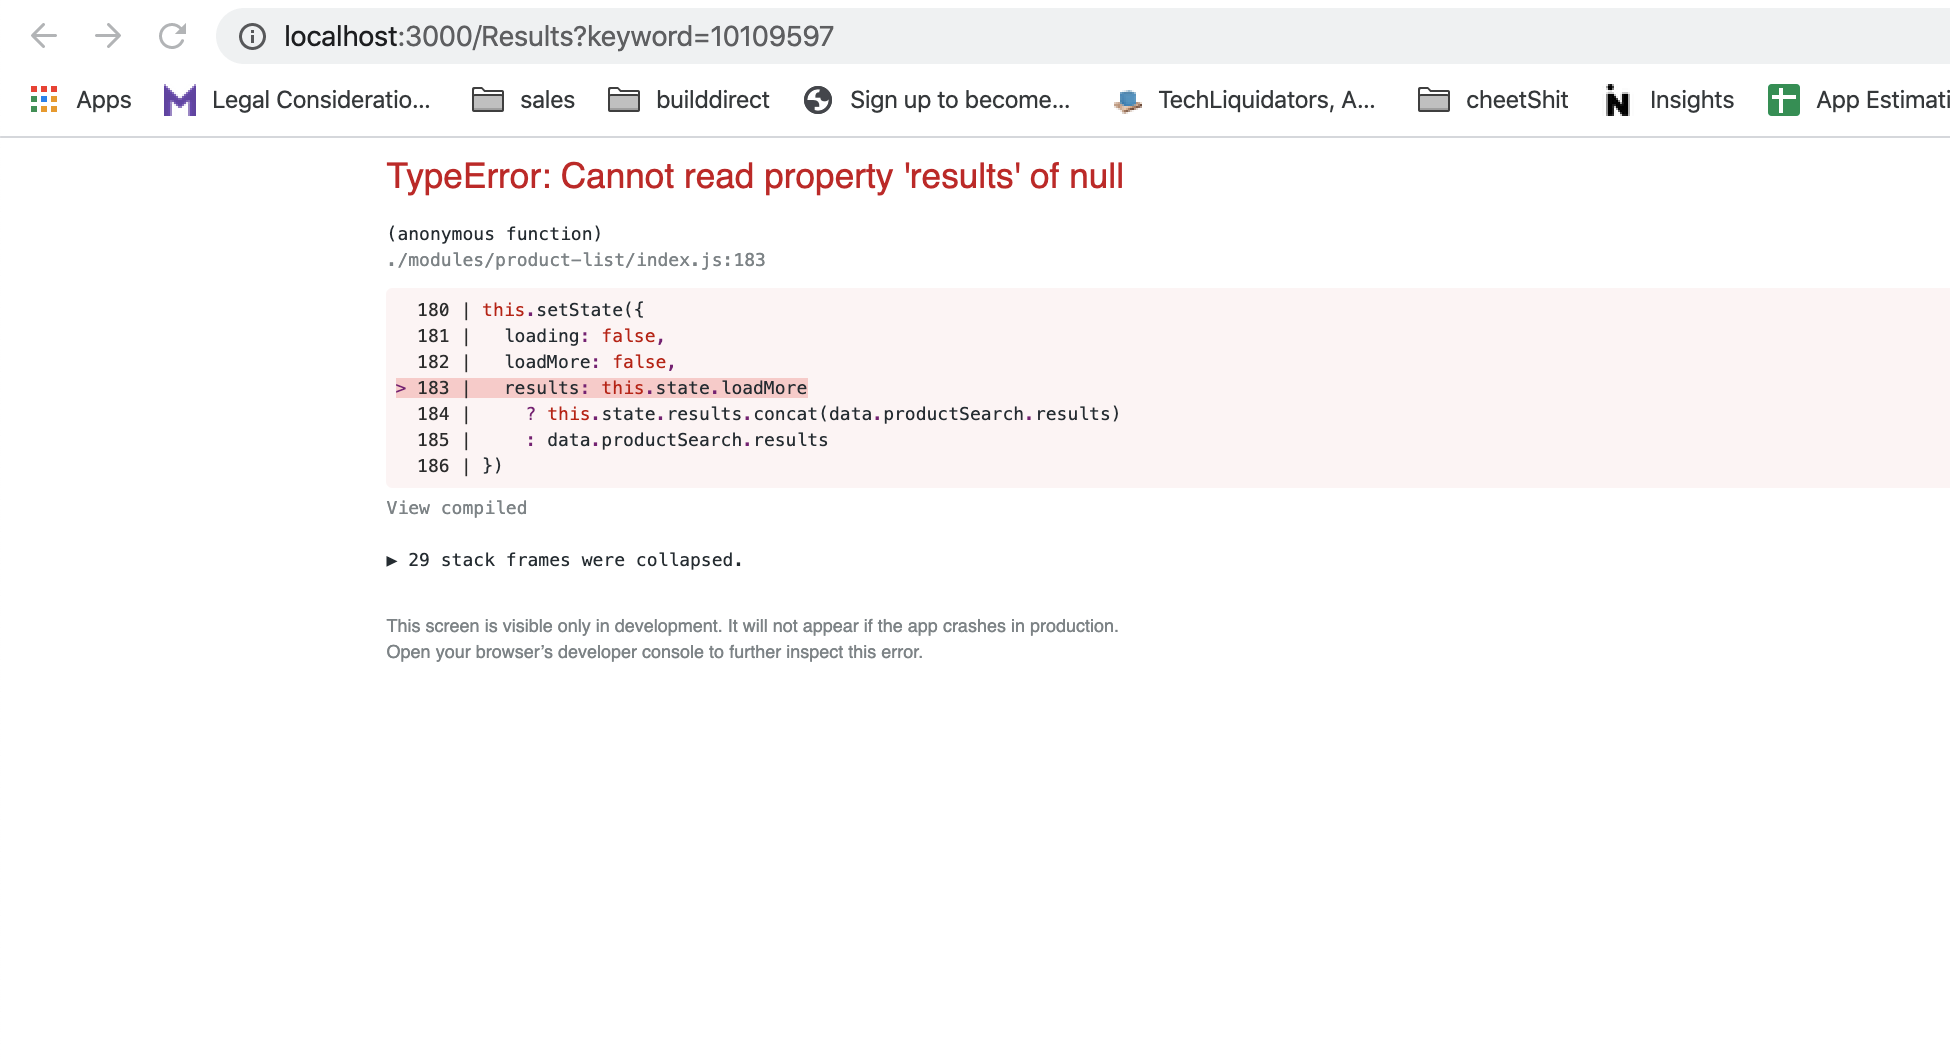 localhost:3000/Results?keyword=10109597
Apps Legal Consideratio... sales builddirect Sign up to become... TechLiquidators, A... cheetShit Insights App Estimati
TypeError: Cannot read property 'results' of null
(anonymous function)
./modules/product-list/index.js:183
180 | this.setState({
181 |   loading: false,
182 |   loadMore: false,
> 183 |   results: this.state.loadMore
184 |     ? this.state.results.concat(data.productSearch.results)
185 |     : data.productSearch.results
186 | })
View compiled
▶ 29 stack frames were collapsed.
This screen is visible only in development. It will not appear if the app crashes in production.
Open your browser’s developer console to further inspect this error.